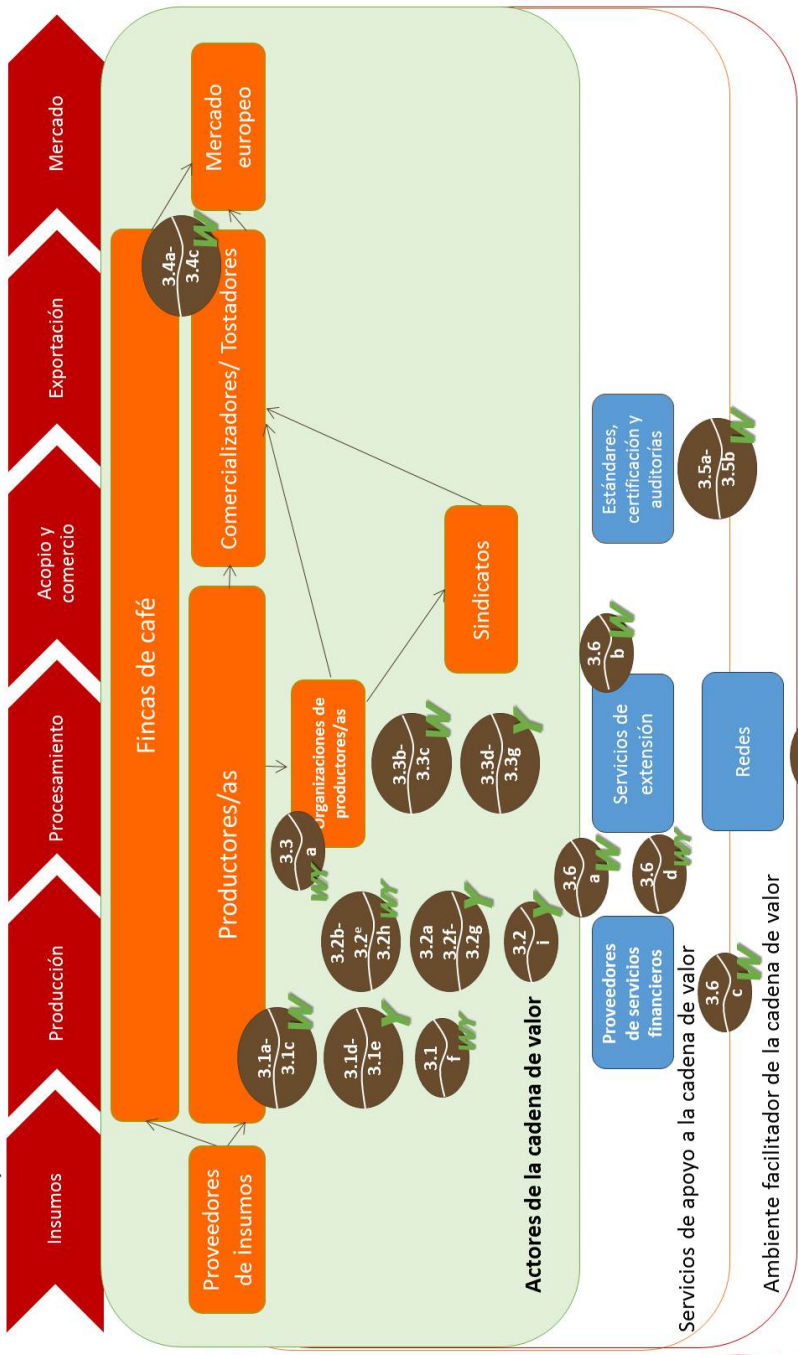 Insumos
Producción
Procesamiento
Acopio y
comercio
Exportación
Mercado
Fincas de café
Proveedores
de insumos
Productores/as
Comercializadores/ Tostadores
Mercado
europeo
3.4a-
3.4c
W
3.3
a
WY
Organizaciones de
productores/as
Sindicatos
3.1a-
3.1c
W
3.1d-
3.1e
Y
3.1
f
WY
3.2b-
3.2e
3.2h
WY
3.2a
3.2f-
3.2g
Y
3.2
i
Y
3.3b-
3.3c
W
3.3d-
3.3g
Y
Actores de la cadena de valor
Proveedores
de servicio
financieros
3.6
a
W
3.6
d
WY
3.6
c
W
Servicios de
extensión
3.6
b
W
Estándares,
certificación y
auditorías
3.5a-
3.5b
W
Servicios de apoyo a la cadena de valor
Redes
Ambiente facilitador de la cadena de valor